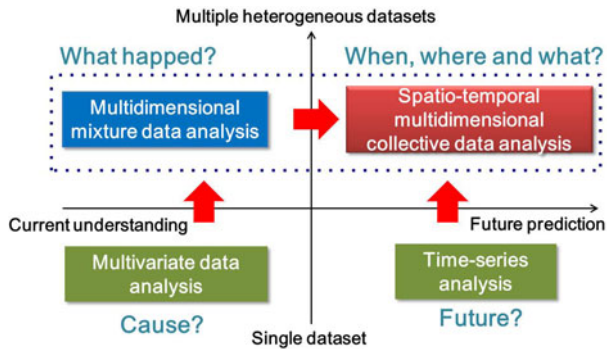 Multiple heterogeneous datasets
What happed?
When, where and what?
Multidimensional
mixture data analysis
Spatio-temporal
multidimensional
collective data analysis
Current understanding
Future prediction
Multivariate data
analysis
Time-series
analysis
Cause?
Single dataset
Future?